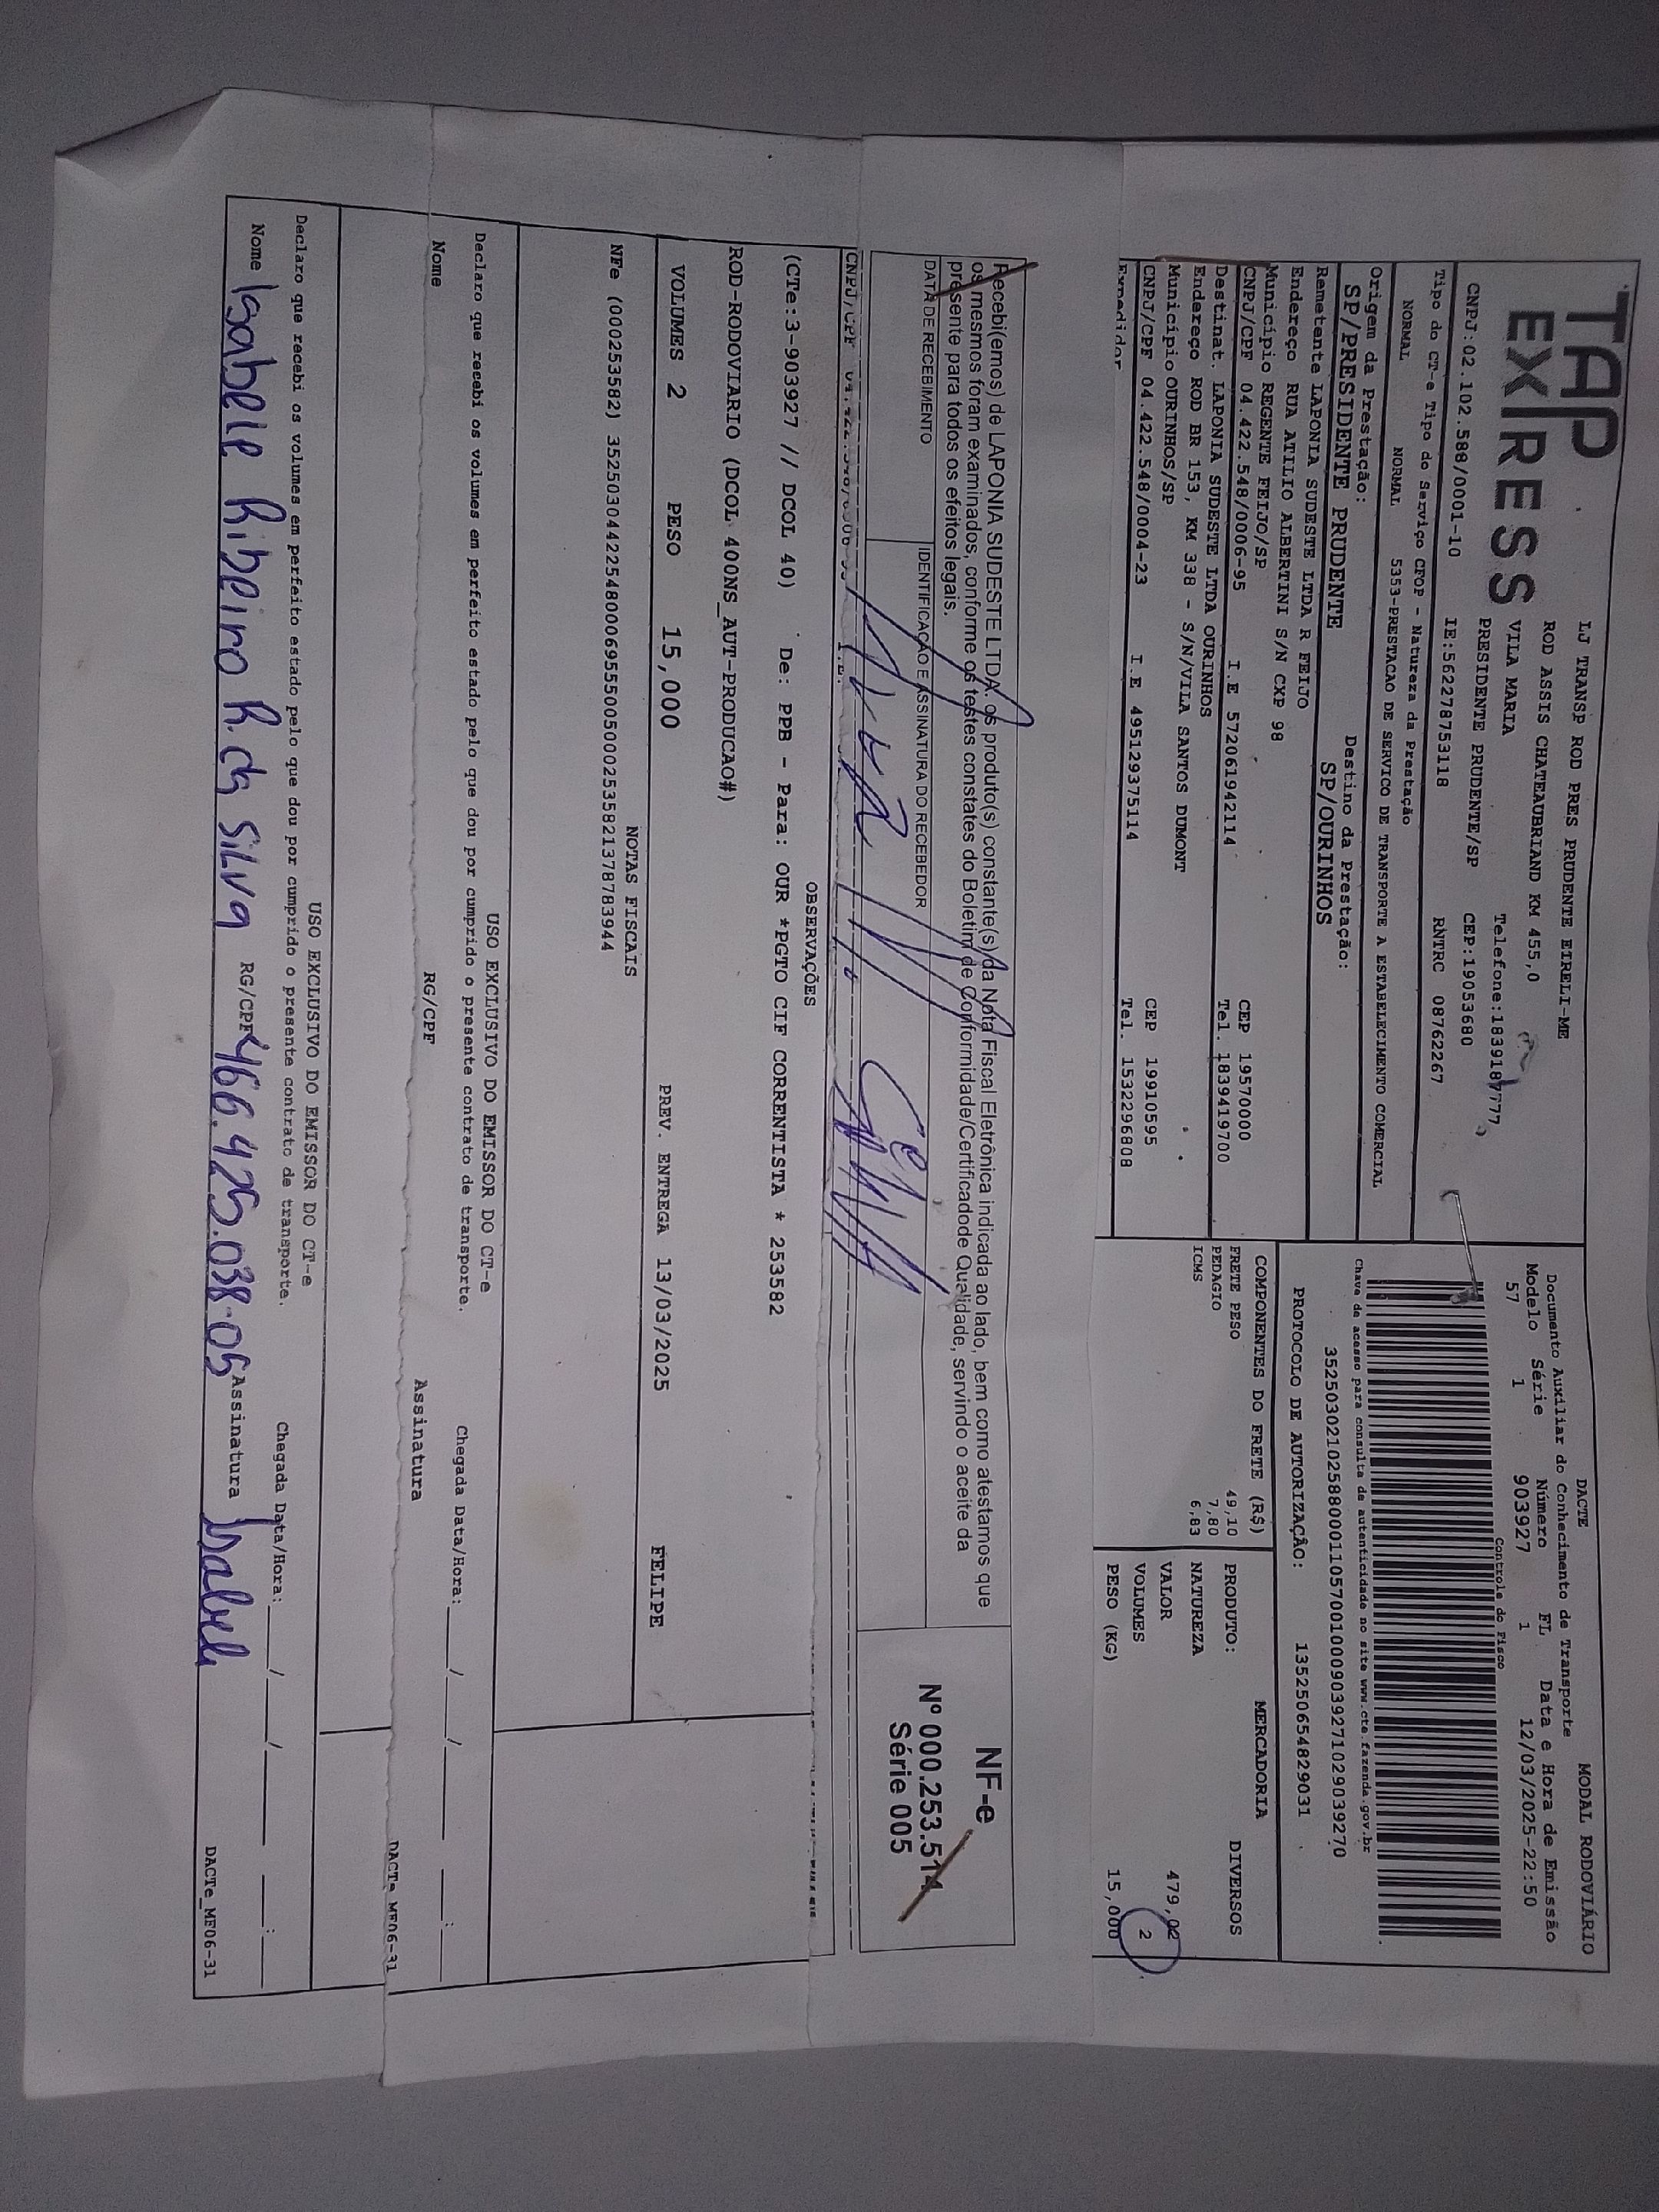 TAP
EXPRESS
LJ TRANSP ROD PRES PRUDENTE ETRELI-ME
ROD ASSIS CHATEAUBRIAND KM 455,0
VILA MARIA Telefone:1839187777
PRESIDENTE PRUDENTE/SP CEP:19053680
CNPJ:02.102.588/0001-10 IE:562278753118 RNTRC 08762267
Tipo do CT-e Tipo do Serviço CFOP - Natureza da Prestação
NORMAL NORMAL 5353-PRESTACAO DE SERVICO DE TRANSPORTE A ESTABELECIMENTO COMERCIAL
Origem da Prestação: Destino da Prestação:
SP/PRESIDENTE PRUDENTE SP/OURINHOS
Remetente LAPONIA SUDESTE LTDA R FEIJO
Endereço RUA ATILIO ALBERTINI S/N CXP 98
Município REGENTE FEIJO/SP CEP 19570000
CNPJ/CPF 04.422.548/0006-95 I.E 572061942114 Tel. 1839419700
Destinat. LAPONIA SUDESTE LTDA OURINHOS
Endereço ROD BR 153, KM 338 - S/N/VILA SANTOS DUMONT
Município OURINHOS/SP CEP 19910595
CNPJ/CPF 04.422.548/0004-23 I.E 495129375114 Tel. 1532296808
Expedidor
DACTE MODAL RODOVIÁRIO
Documento Auxiliar do Conhecimento de Transporte
Modelo Série Número FL Data e Hora de Emissão
57 1 903927 1 12/03/2025-22:50
Controle do Fisco
Chave de acesso para consulta de autenticidade no site www.cte.fazenda.gov.br
35250302102588000110570010009039271029039270
PROTOCOLO DE AUTORIZAÇÃO: 135250654829031
COMPONENTES DO FRETE (R$)
FRETE PESO 49,10
PEDAGIO 7,80
ICMS 6,83
MERCADORIA
PRODUTO: DIVERSOS
NATUREZA
VALOR 479,02
VOLUMES 2
PESO (KG) 15,000
Recebi(emos) de LAPONIA SUDESTE LTDA. os produto(s) constante(s) da Nota Fiscal Eletrônica indicada ao lado, bem como atestamos que
os mesmos foram examinados, conforme os testes constates do Boletim de Conformidade/Certificadode Qualidade, servindo o aceite da
presente para todos os efeitos legais.
DATA DE RECEBIMENTO IDENTIFICAÇÃO E ASSINATURA DO RECEBEDOR
NF-e
Nº 000.253.514
Série 005
CNPJ/CPF
OBSERVAÇÕES
(CTe:3-903927 // DCOL 40) De: PPB - Para: OUR *PGTO CIF CORRENTISTA * 253582
ROD-RODOVIARIO (DCOL 400NS_AUT-PRODUCAO#)
VOLUMES 2 PESO 15,000 PREV. ENTREGA 13/03/2025 FELIPE
NOTAS FISCAIS
NFe (000253582) 35250304422548000695550050002535821378783944
USO EXCLUSIVO DO EMISSOR DO CT-e
Declaro que recebi os volumes em perfeito estado pelo que dou por cumprido o presente contrato de transporte. Chegada Data/Hora: ___/___/___ __:__
Nome RG/CPF Assinatura
DACTe_MF06-31
USO EXCLUSIVO DO EMISSOR DO CT-e
Declaro que recebi os volumes em perfeito estado pelo que dou por cumprido o presente contrato de transporte. Chegada Data/Hora: ___/___/___ __:__
Nome Isabele Ribeiro R. da Silva RG/CPF 466.425.038-05 Assinatura Isabele
DACTe_MF06-31